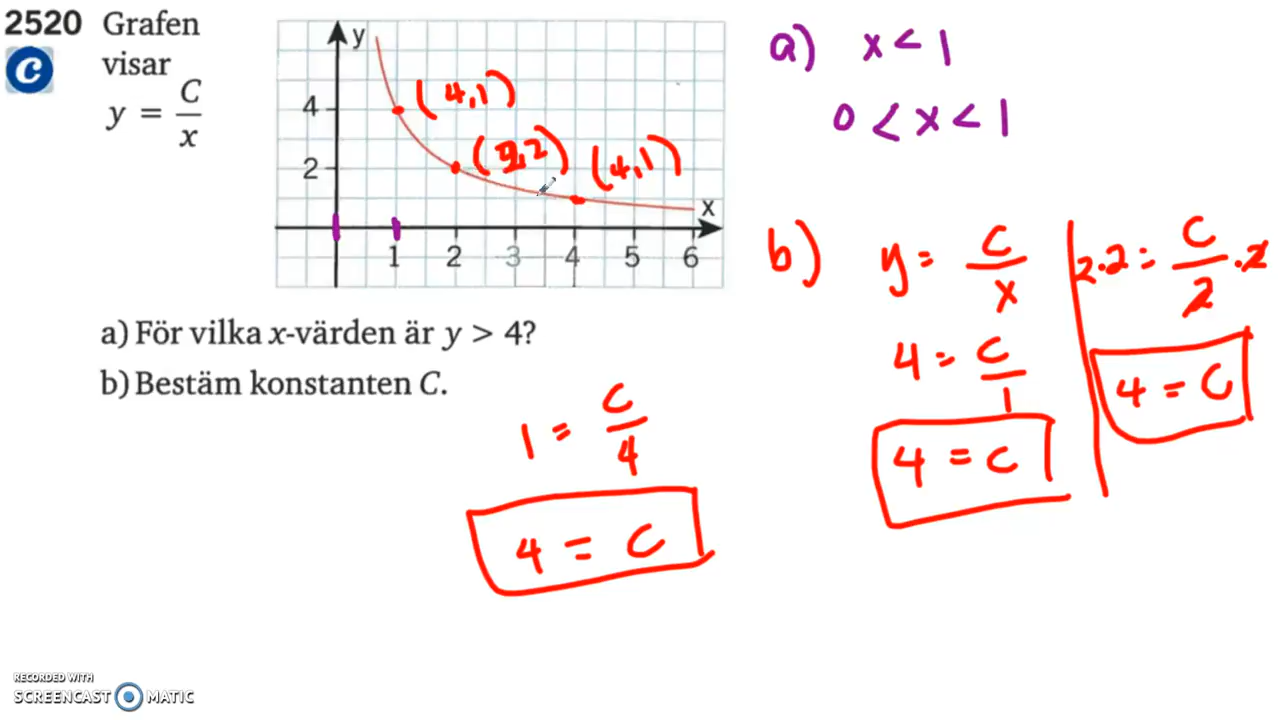 2520 Grafen
C visar
y = C/x
y
4
2
1 2 3 4 5 6
x
(4,1)
(2,2)
(4,1)
a) För vilka x-värden är y > 4?
b) Bestäm konstanten C.
a) x < 1
0 < x < 1
b) y = C/x
4 = C/1
4 = C
2·2 = C/2·2
4 = C
1 = C/4
4 = C
RECORDED WITH
SCREENCAST MATIC